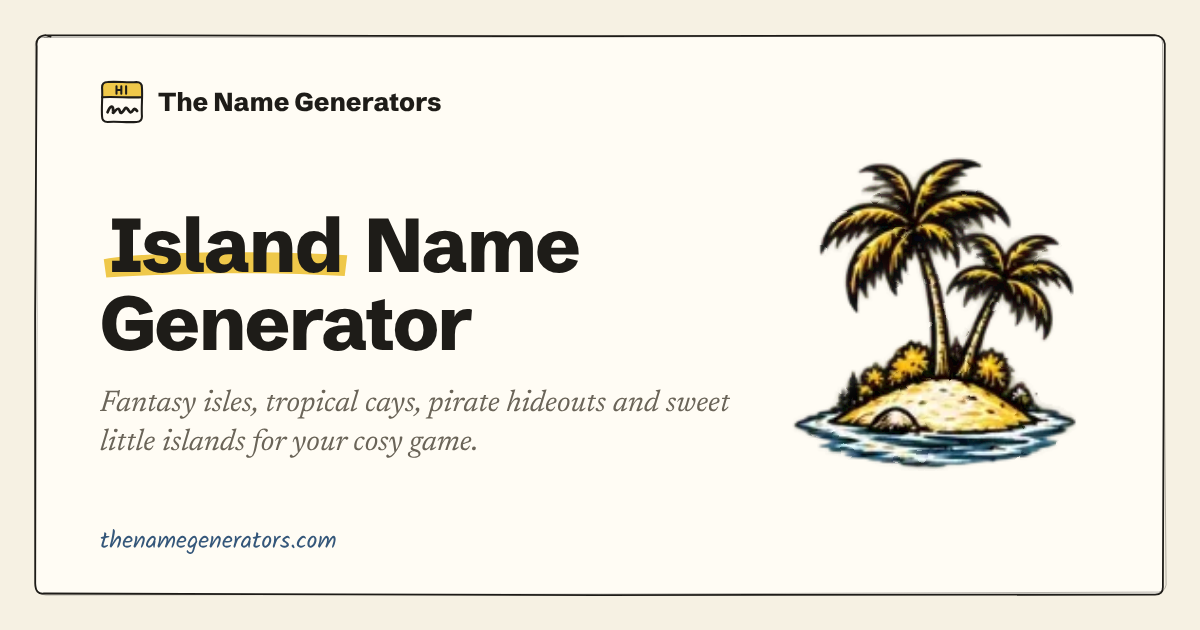 HI
The Name Generators
Island Name
Generator
Fantasy isles, tropical cays, pirate hideouts and sweet
little islands for your cosy game.
thenamegenerators.com